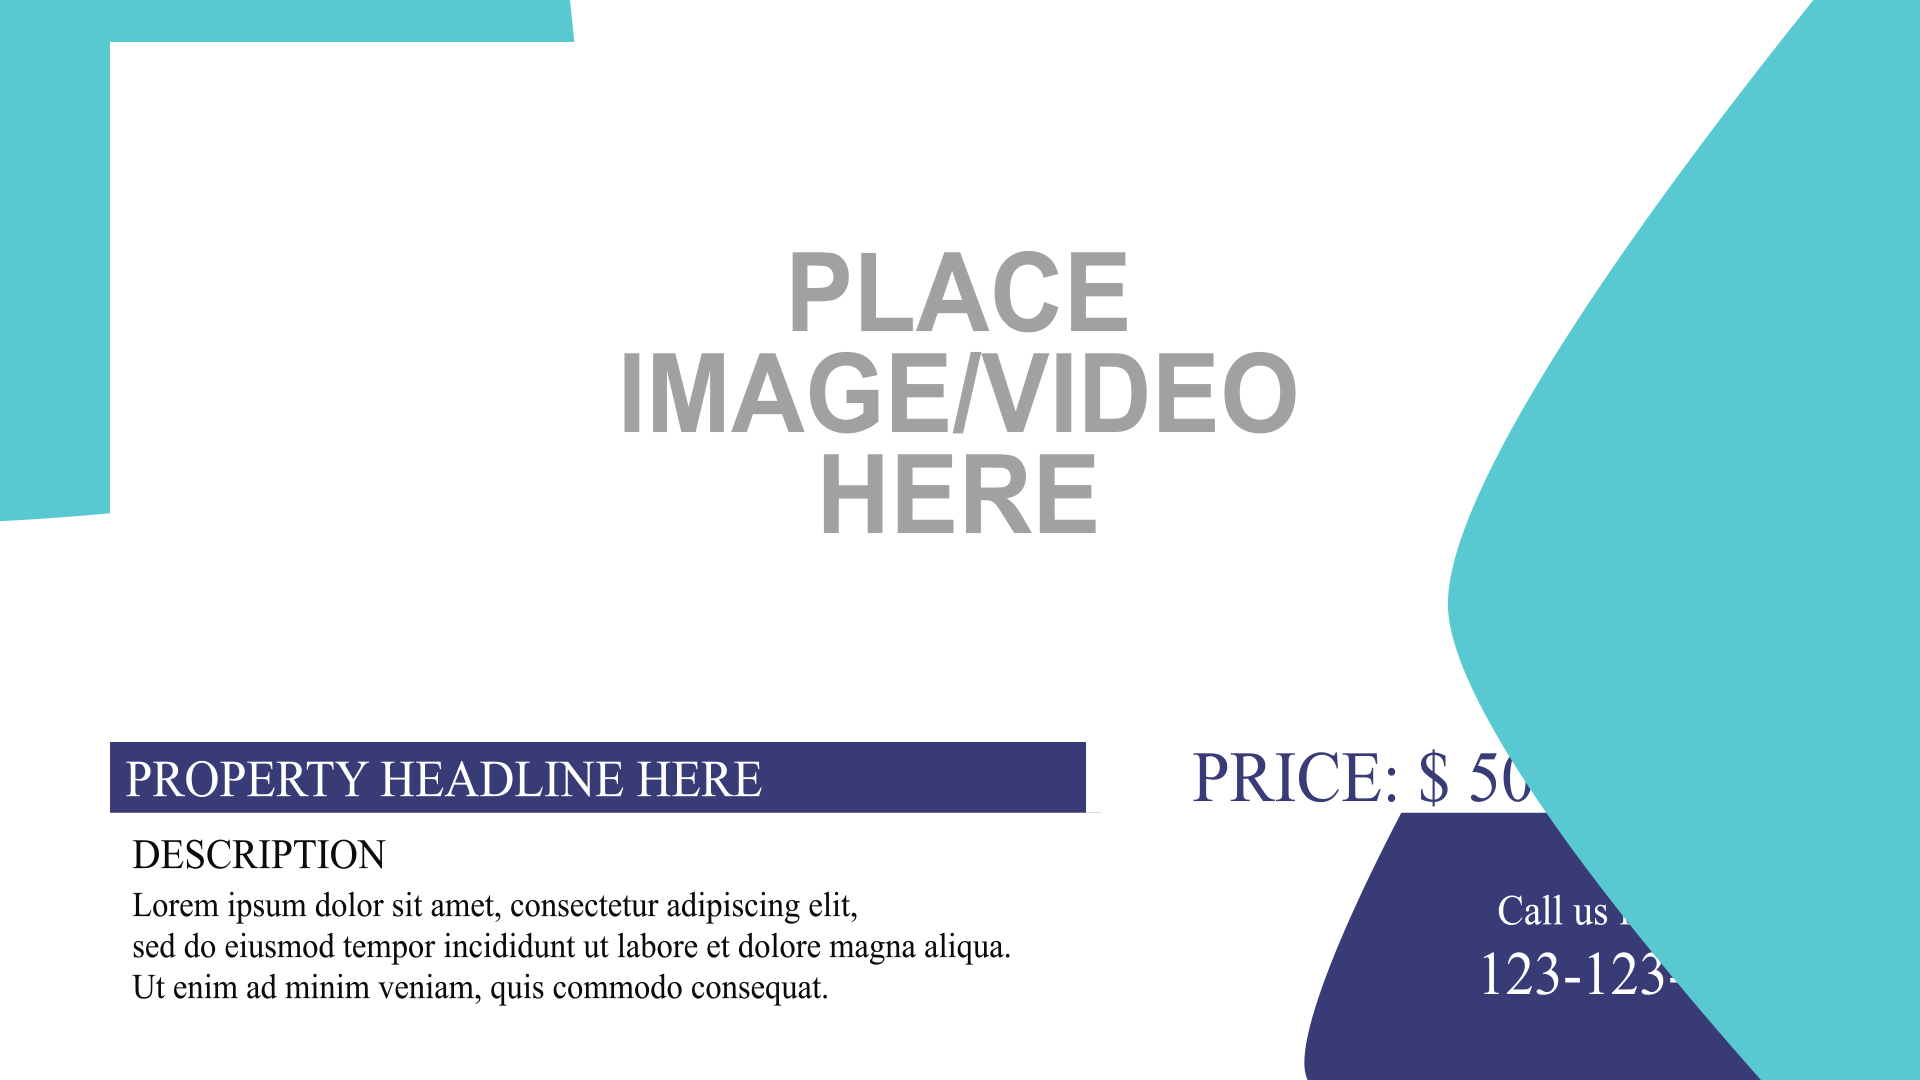 PLACE
IMAGE/VIDEO
HERE
PROPERTY HEADLINE HERE
PRICE: $ 50
DESCRIPTION
Lorem ipsum dolor sit amet, consectetur adipiscing elit,
sed do eiusmod tempor incididunt ut labore et dolore magna aliqua.
Ut enim ad minim veniam, quis commodo consequat.
Call us
123-123-